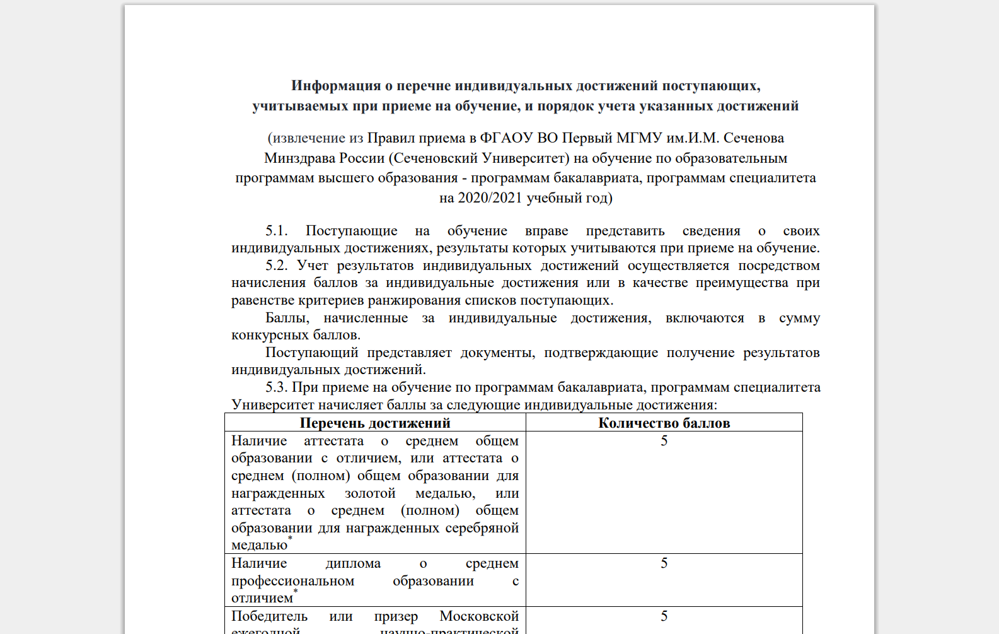 Информация о перечне индивидуальных достижений поступающих,
учитываемых при приеме на обучение, и порядок учета указанных достижений
(извлечение из Правил приема в ФГАОУ ВО Первый МГМУ им.И.М. Сеченова
Минздрава России (Сеченовский Университет) на обучение по образовательным
программам высшего образования - программам бакалавриата, программам специалитета
на 2020/2021 учебный год)
5.1. Поступающие на обучение вправе представить сведения о своих
индивидуальных достижениях, результаты которых учитываются при приеме на обучение.
5.2. Учет результатов индивидуальных достижений осуществляется посредством
начисления баллов за индивидуальные достижения или в качестве преимущества при
равенстве критериев ранжирования списков поступающих.
Баллы, начисленные за индивидуальные достижения, включаются в сумму
конкурсных баллов.
Поступающий представляет документы, подтверждающие получение результатов
индивидуальных достижений.
5.3. При приеме на обучение по программам бакалавриата, программам специалитета
Университет начисляет баллы за следующие индивидуальные достижения:
Перечень достижений Количество баллов
Наличие аттестата о среднем общем 5
образовании с отличием, или аттестата о
среднем (полном) общем образовании для
награжденных золотой медалью, или
аттестата о среднем (полном) общем
образовании для награжденных серебряной
медалью*
Наличие диплома о среднем 5
профессиональном образовании с
отличием*
Победитель или призер Московской 5
ежегодной научно-практической